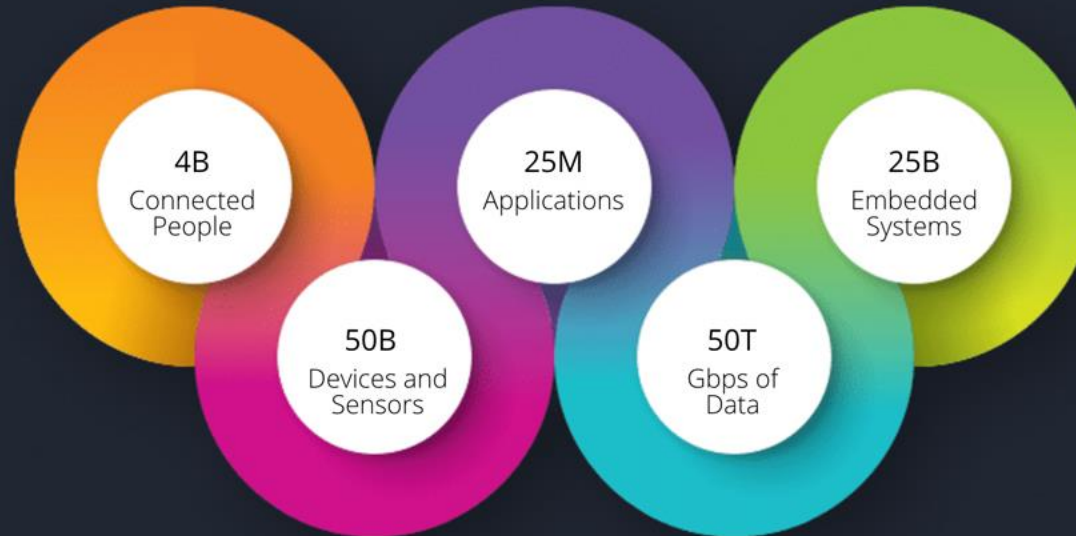 4B
Connected
People
25M
Applications
25B
Embedded
Systems
50B
Devices and
Sensors
50T
Gbps of
Data